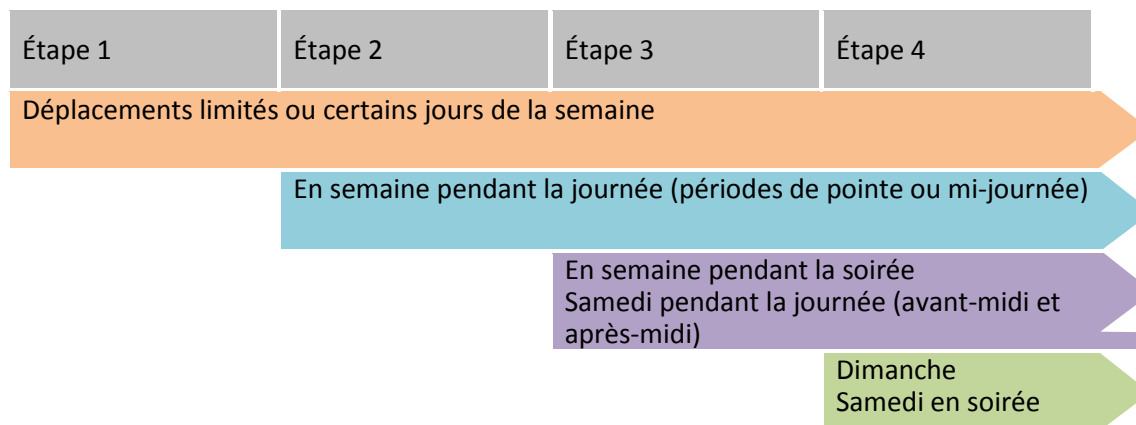 Étape 1
Étape 2
Étape 3
Étape 4
Déplacements limités ou certains jours de la semaine
En semaine pendant la journée (périodes de pointe ou mi-journée)
En semaine pendant la soirée
Samedi pendant la journée (avant-midi et
après-midi)
Dimanche
Samedi en soirée